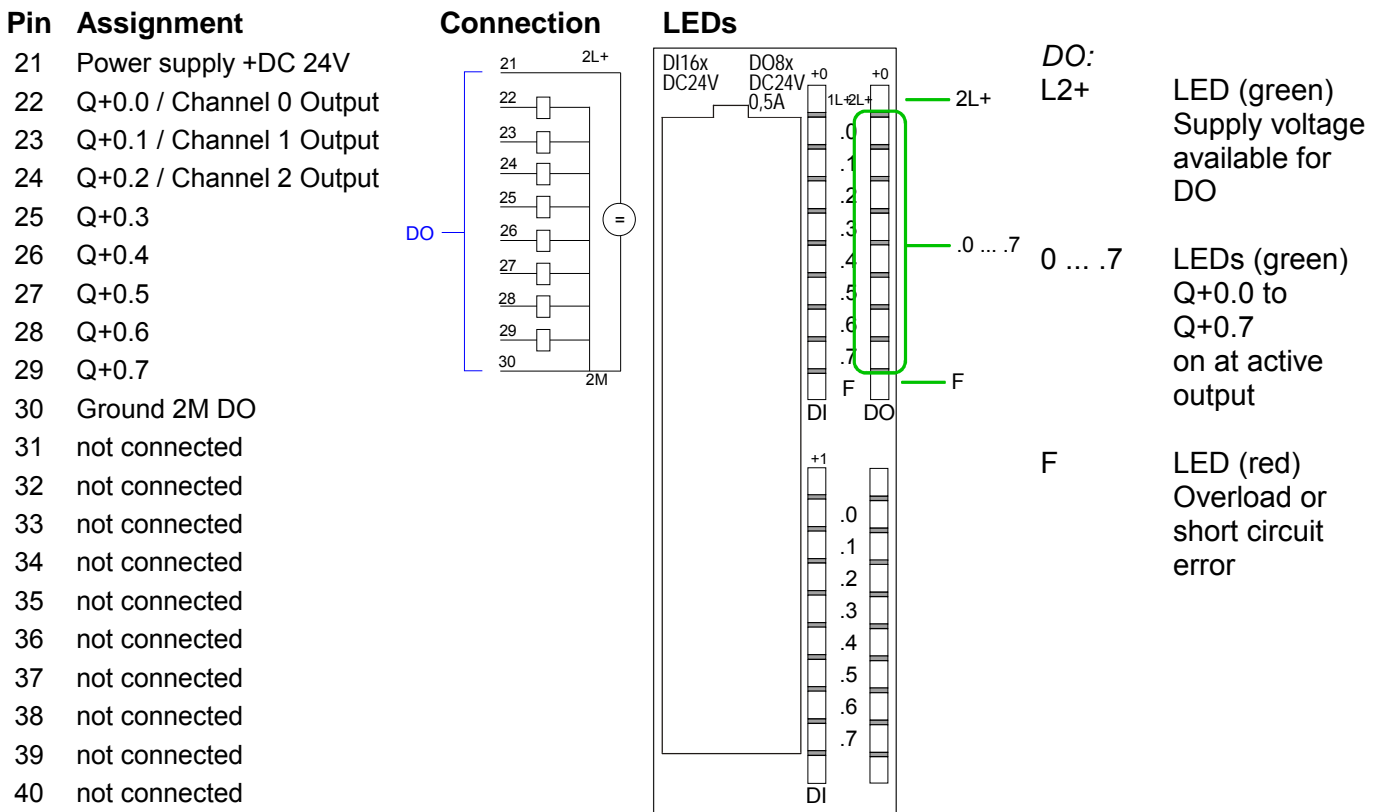 Pin Assignment
21 Power supply +DC 24V
22 Q+0.0 / Channel 0 Output
23 Q+0.1 / Channel 1 Output
24 Q+0.2 / Channel 2 Output
25 Q+0.3
26 Q+0.4
27 Q+0.5
28 Q+0.6
29 Q+0.7
30 Ground 2M DO
31 not connected
32 not connected
33 not connected
34 not connected
35 not connected
36 not connected
37 not connected
38 not connected
39 not connected
40 not connected
Connection
21 2L+
22
23
24
25
DO 26 =
27
28
29
30
2M
LEDs
DI16x DO8x
DC24V DC24V +0 +0
0,5A 1L+ 2L+ 2L+
.0
.1
.2
.3 .0 ... .7
.4
.5
.6
.7
F F
DI DO
+1
.0
.1
.2
.3
.4
.5
.6
.7
DI
DO:
L2+ LED (green)
Supply voltage
available for
DO
0 ... .7 LEDs (green)
Q+0.0 to
Q+0.7
on at active
output
F LED (red)
Overload or
short circuit
error